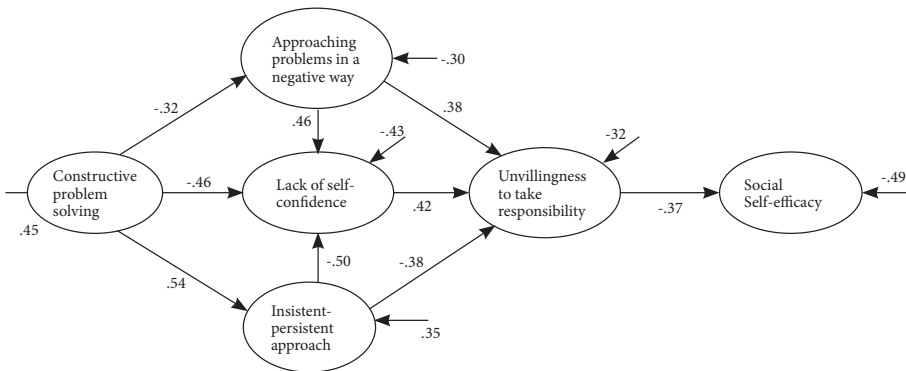 Approaching
problems in a
negative way
-.30
-.32
.38
.46
-.43
-32
Constructive
problem
solving
-.46
Lack of self-
confidence
.42
Unvillingness
to take
responsibility
-.37
Social
Self-efficacy
-.49
.45
-.50
-.38
.54
Insistent-
persistent
approach
.35